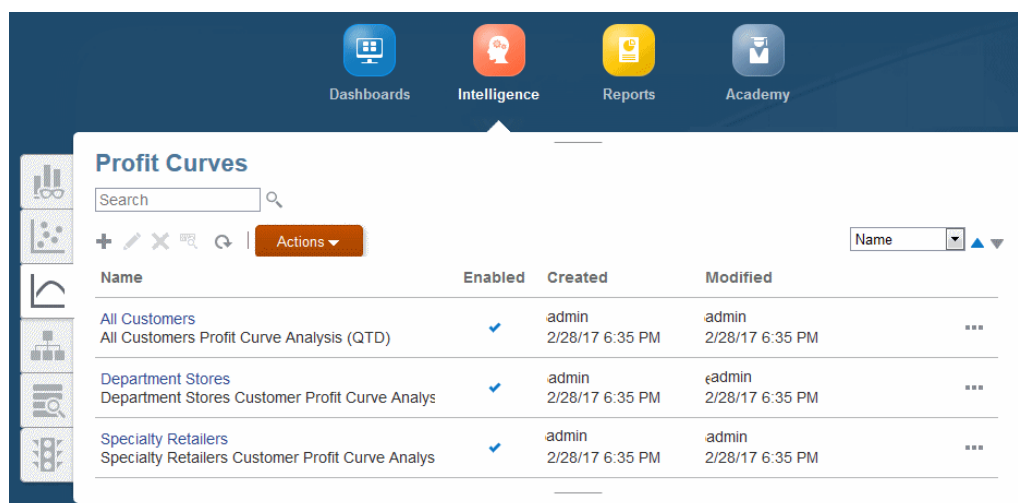 Dashboards Intelligence Reports Academy
Profit Curves
Search
Actions
Name
Name Enabled Created Modified
All Customers admin admin
All Customers Profit Curve Analysis (QTD) 2/28/17 6:35 PM 2/28/17 6:35 PM
Department Stores admin admin
Department Stores Customer Profit Curve Analys 2/28/17 6:35 PM 2/28/17 6:35 PM
Specialty Retailers admin admin
Specialty Retailers Customer Profit Curve Analys 2/28/17 6:35 PM 2/28/17 6:35 PM